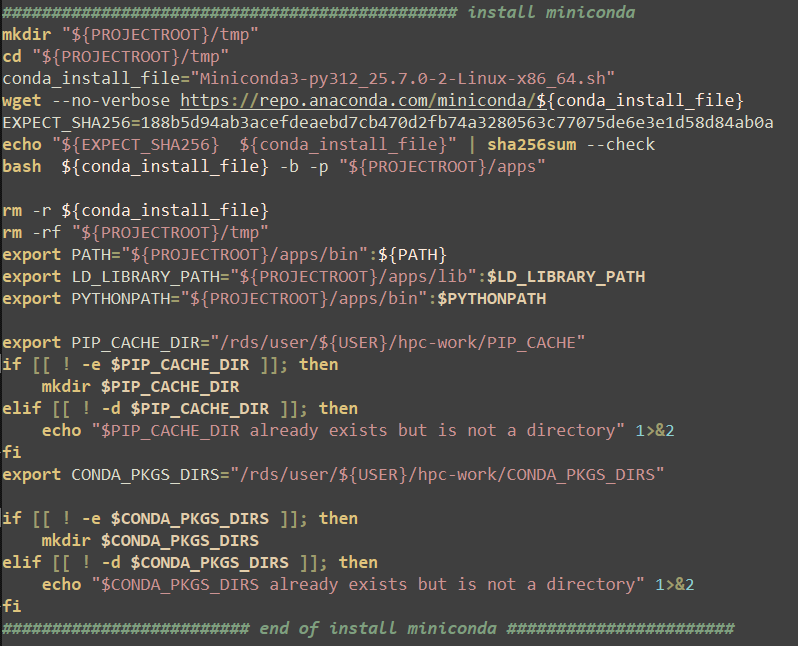 ############################################## install miniconda
mkdir "${PROJECTROOT}/tmp"
cd "${PROJECTROOT}/tmp"
conda_install_file="Miniconda3-py312_25.7.0-2-Linux-x86_64.sh"
wget --no-verbose https://repo.anaconda.com/miniconda/${conda_install_file}
EXPECT_SHA256=188b5d94ab3acefdeaebd7cb470d2fb74a3280563c77075de6e3e1d58d84ab0a
echo "${EXPECT_SHA256}  ${conda_install_file}" | sha256sum --check
bash  ${conda_install_file} -b -p "${PROJECTROOT}/apps"

rm -r ${conda_install_file}
rm -rf "${PROJECTROOT}/tmp"
export PATH="${PROJECTROOT}/apps/bin":${PATH}
export LD_LIBRARY_PATH="${PROJECTROOT}/apps/lib":$LD_LIBRARY_PATH
export PYTHONPATH="${PROJECTROOT}/apps/bin":$PYTHONPATH

export PIP_CACHE_DIR="/rds/user/${USER}/hpc-work/PIP_CACHE"
if [[ ! -e $PIP_CACHE_DIR ]]; then
    mkdir $PIP_CACHE_DIR
elif [[ ! -d $PIP_CACHE_DIR ]]; then
    echo "$PIP_CACHE_DIR already exists but is not a directory" 1>&2
fi
export CONDA_PKGS_DIRS="/rds/user/${USER}/hpc-work/CONDA_PKGS_DIRS"

if [[ ! -e $CONDA_PKGS_DIRS ]]; then
    mkdir $CONDA_PKGS_DIRS
elif [[ ! -d $CONDA_PKGS_DIRS ]]; then
    echo "$CONDA_PKGS_DIRS already exists but is not a directory" 1>&2
fi
######################### end of install miniconda #######################